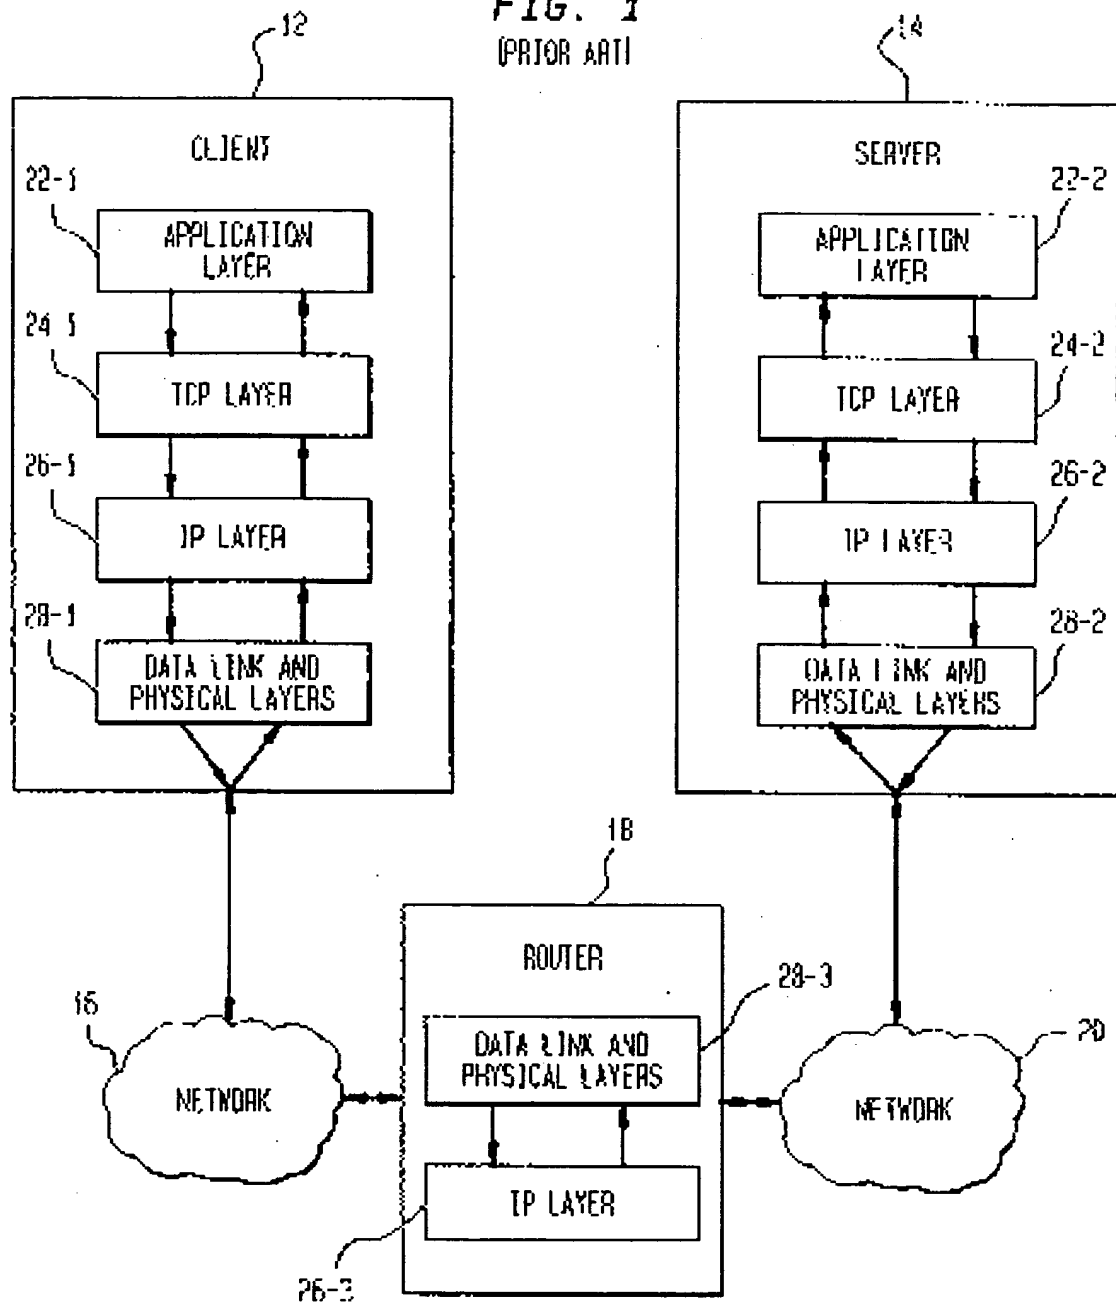 FIG. 1
(PRIOR ART)
12
14
CLIENT
SERVER
22-1
APPLICATION
LAYER
22-2
APPLICATION
LAYER
24-1
TCP LAYER
24-2
TCP LAYER
26-1
IP LAYER
26-2
IP LAYER
28-1
DATA LINK AND
PHYSICAL LAYERS
28-2
DATA LINK AND
PHYSICAL LAYERS
18
ROUTER
28-3
16
NETWORK
DATA LINK AND
PHYSICAL LAYERS
20
NETWORK
IP LAYER
26-3